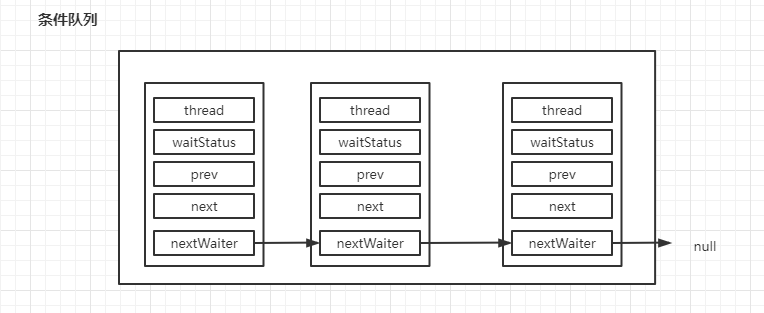 条件队列
thread
waitStatus
prev
next
nextWaiter
thread
waitStatus
prev
next
nextWaiter
thread
waitStatus
prev
next
nextWaiter
null